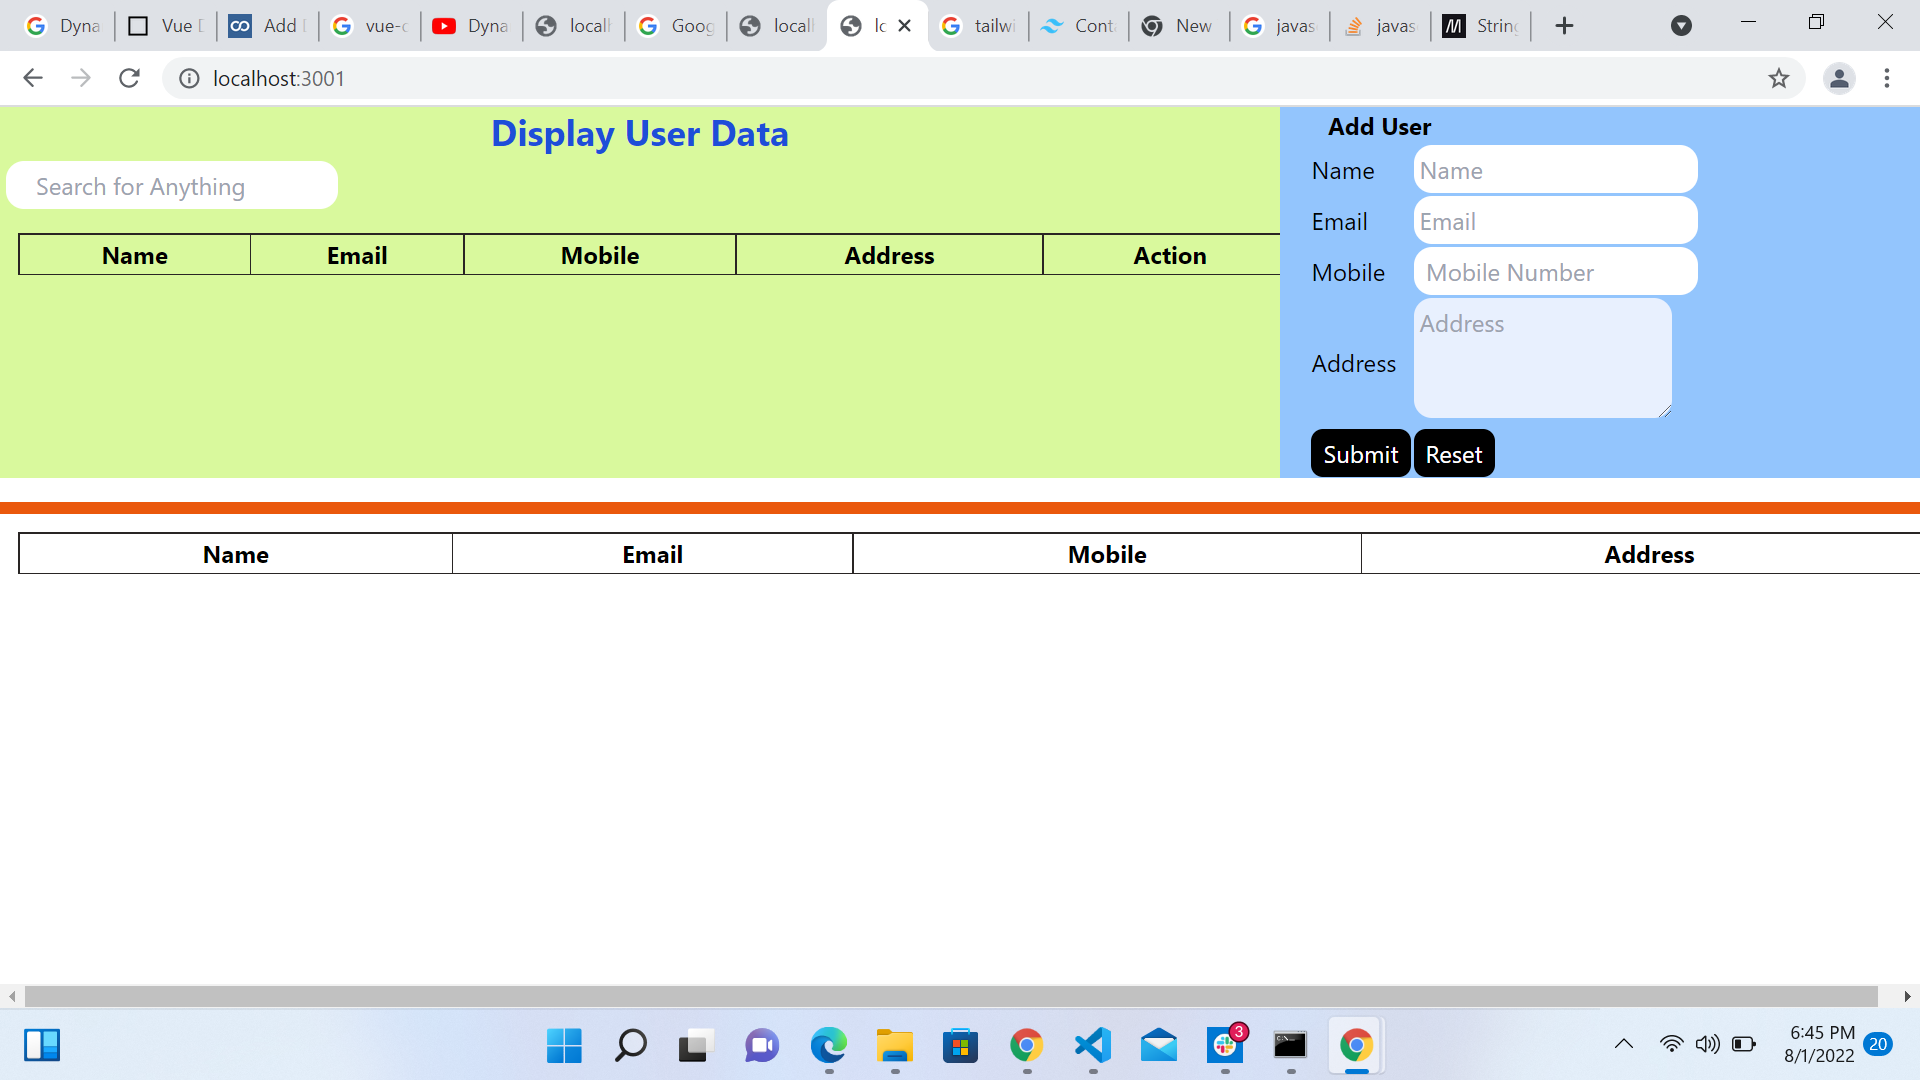 Dyna Vue D Add vue-c Dyna local Goog local lc tailwi Cont New javas javas String
localhost:3001
Display User Data
Search for Anything
Name Email Mobile Address Action
Add User
Name Name
Email Email
Mobile Mobile Number
Address Address
Submit Reset
Name Email Mobile Address
3
6:45 PM
8/1/2022
20